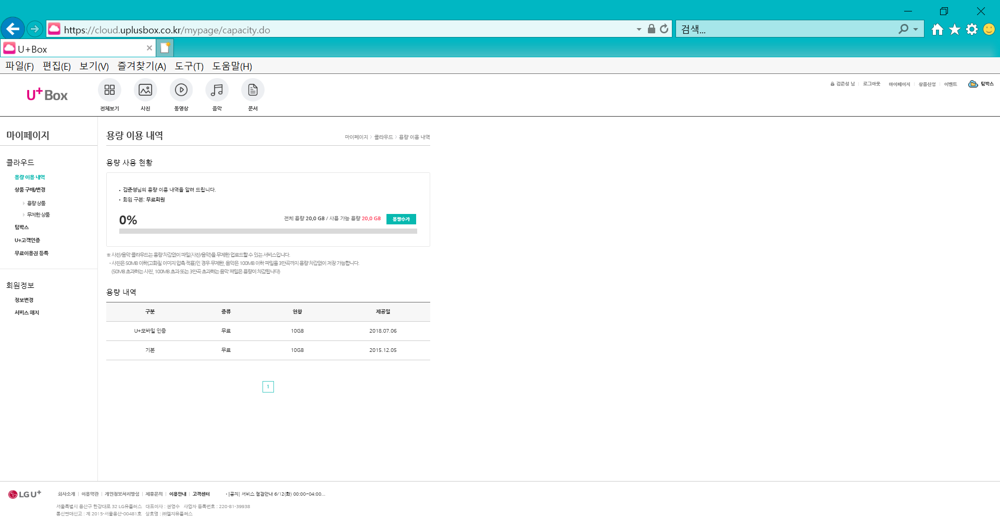 https://cloud.uplusbox.co.kr/mypage/capacity.do
검색...
U+Box
파일(F) 편집(E) 보기(V) 즐겨찾기(A) 도구(T) 도움말(H)
U+ Box
전체보기 사진 동영상 음악 문서
김준성 님 로그아웃 마이페이지 상품신청 이벤트 팀박스
마이페이지
클라우드
용량 이용 내역
상품 구매/변경
용량 상품
무제한 상품
팀박스
U+고객인증
무료이용권 등록
회원정보
정보변경
서비스 해지
용량 이용 내역
마이페이지 > 클라우드 > 용량 이용 내역
용량 사용 현황
• 김준성님의 용량 이용 내역을 알려 드립니다.
• 회원 구분: 무료회원
0%
전체 용량 20.0 GB / 사용 가능 용량 20.0 GB 용량추가
※ 사진/음악 클라우드는 용량 차감없이 파일(사진/음악)을 무제한 업로드할 수 있는 서비스입니다.
- 사진은 50MB 이하(고화질 이미지 압축 적용)인 경우 무제한, 음악은 100MB 이하 파일을 3만곡까지 용량 차감없이 저장 가능합니다.
(50MB 초과하는 사진, 100MB 초과 또는 3만곡 초과하는 음악 파일은 용량이 차감됩니다)
용량 내역
구분 종류 현황 제공일
U+모바일 인증 무료 10GB 2018.07.06
기본 무료 10GB 2015.12.05
1
LG U+
회사소개 이용약관 개인정보처리방침 제휴문의 이용안내 고객센터 • [공지] 서비스 점검안내 6/12(화) 00:00~04:00...
서울특별시 용산구 한강대로 32 LG유플러스 대표이사 : 권영수 사업자 등록번호 : 220-81-39938
통신판매신고 : 제 2015-서울용산-00481호 상호명 : ㈜엘지유플러스